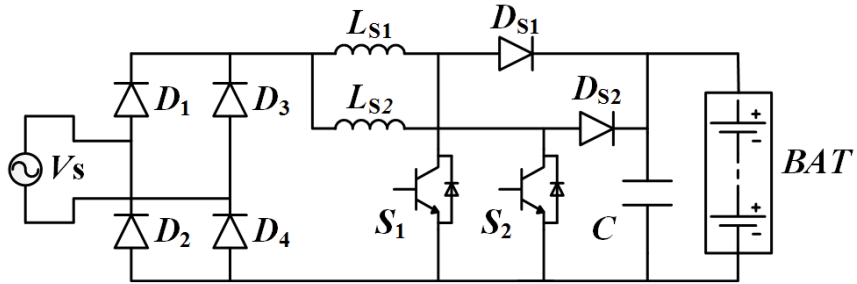 L_S1
D_S1
L_S2
D_S2
D_1
D_3
+
-
V_S
BAT
S_1
S_2
C
D_2
D_4
+
-